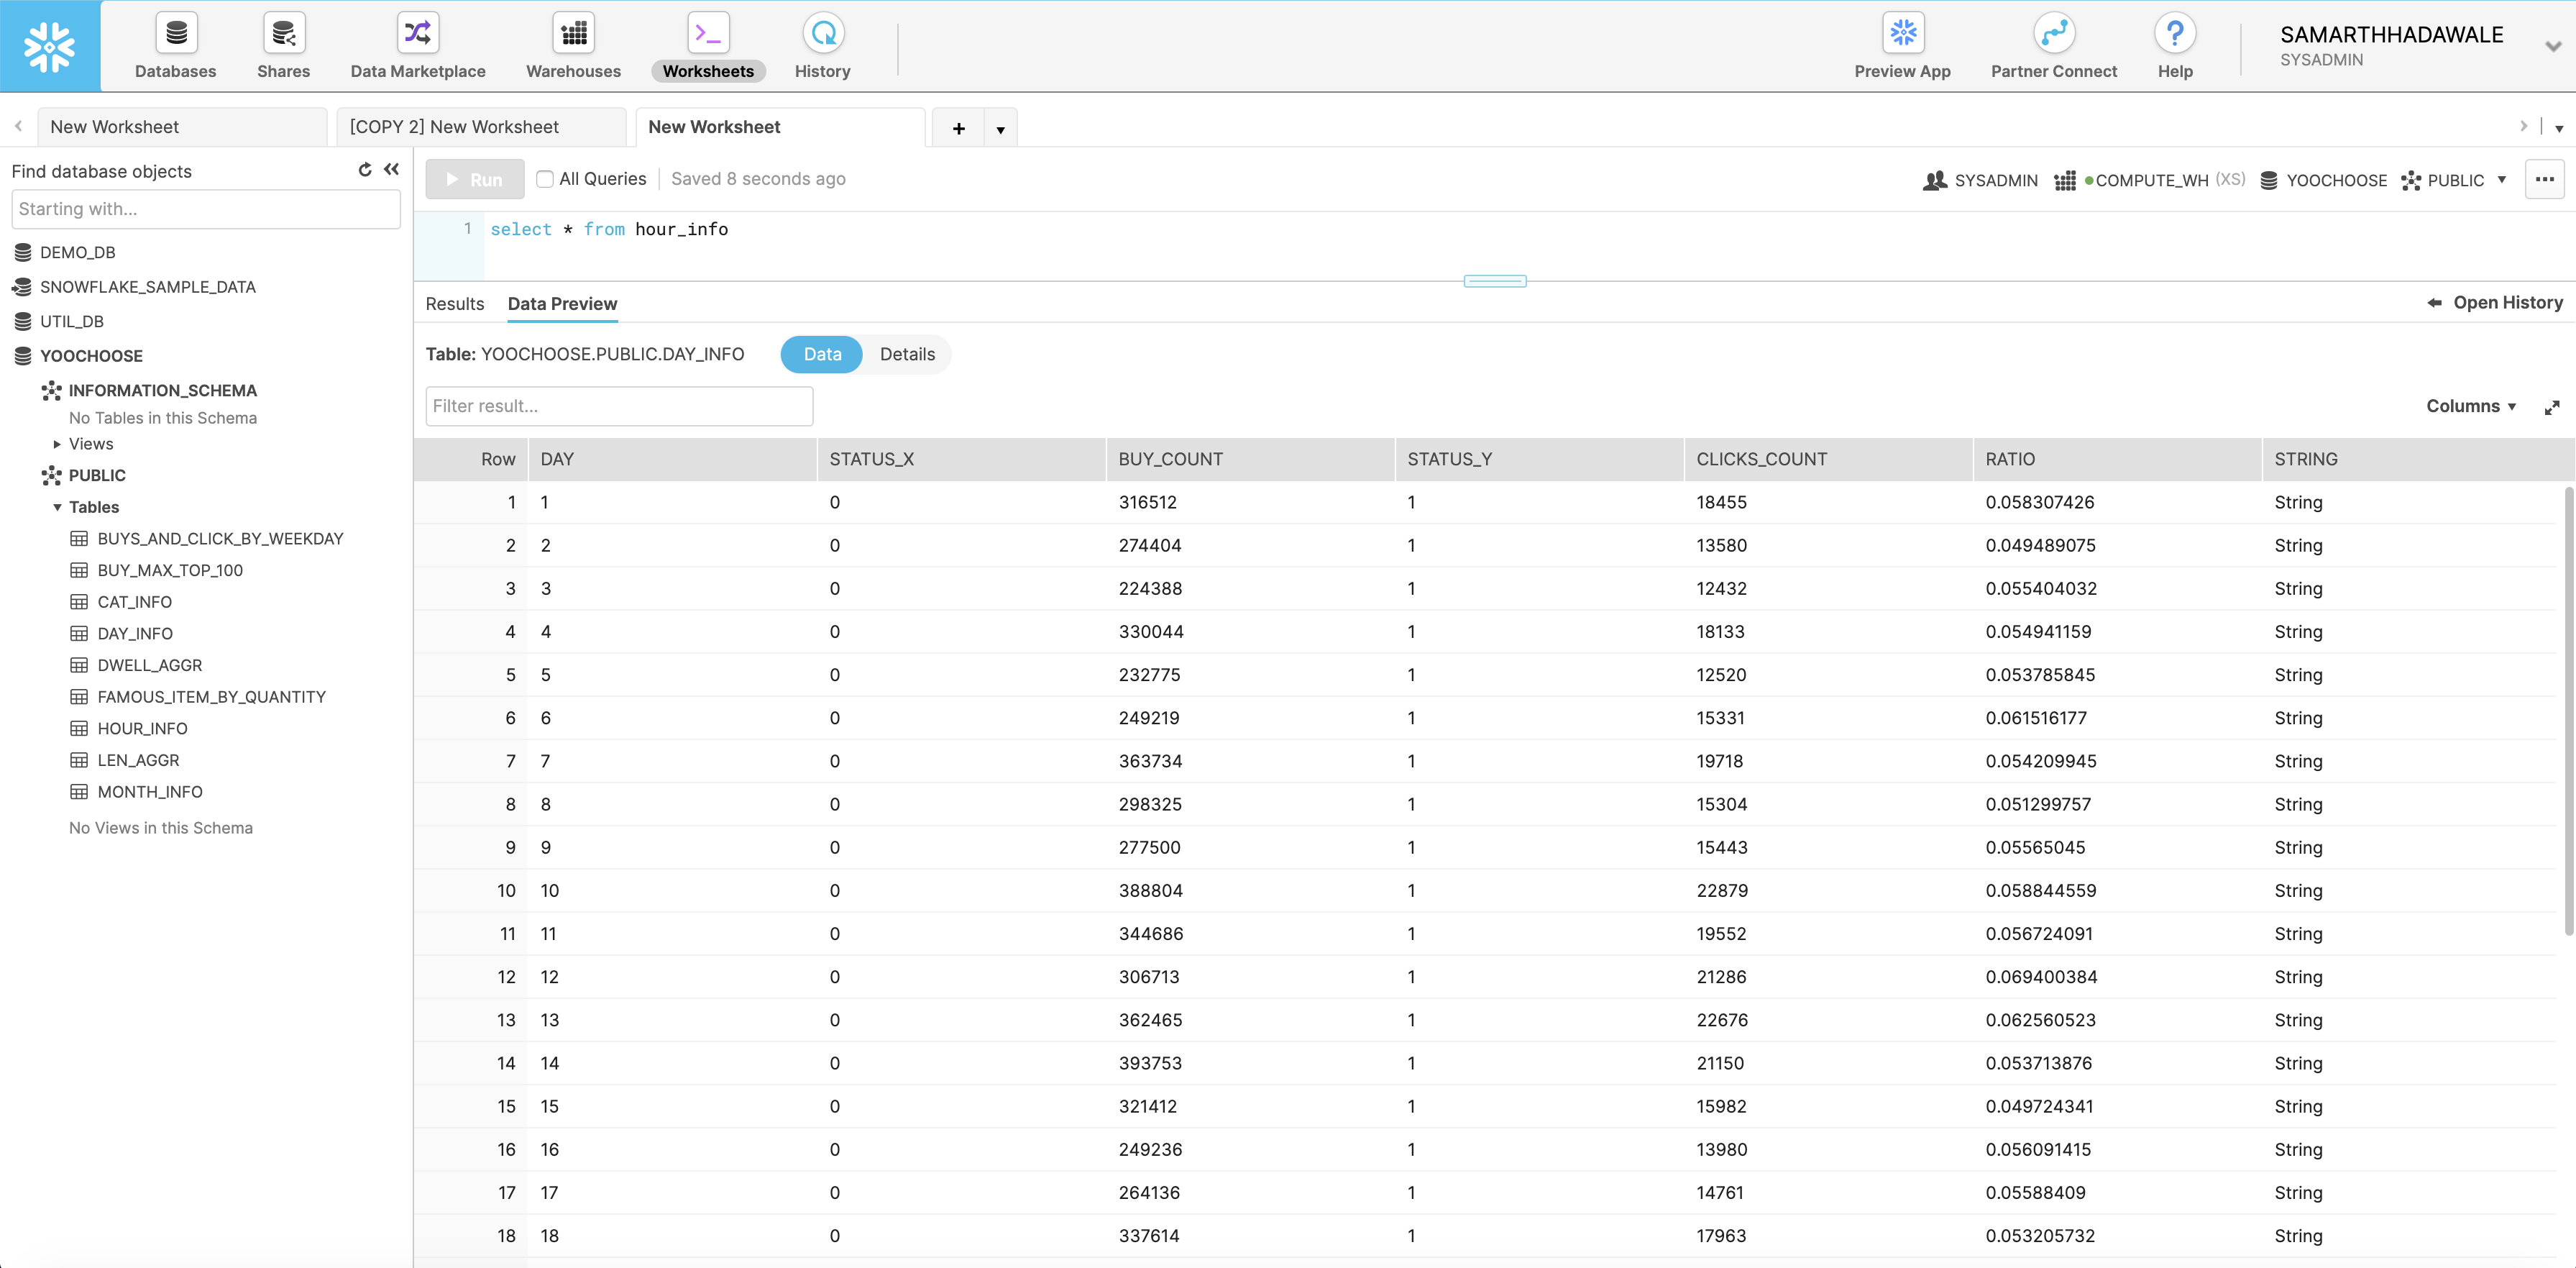 Databases Shares Data Marketplace Warehouses Worksheets History Preview App Partner Connect Help
SAMARTHHADAWALE
SYSADMIN
New Worksheet [COPY 2] New Worksheet New Worksheet
Find database objects
Starting with...
DEMO_DB
SNOWFLAKE_SAMPLE_DATA
UTIL_DB
YOOCHOOSE
INFORMATION_SCHEMA
No Tables in this Schema
Views
PUBLIC
Tables
BUYS_AND_CLICK_BY_WEEKDAY
BUY_MAX_TOP_100
CAT_INFO
DAY_INFO
DWELL_AGGR
FAMOUS_ITEM_BY_QUANTITY
HOUR_INFO
LEN_AGGR
MONTH_INFO
No Views in this Schema
Run All Queries Saved 8 seconds ago SYSADMIN COMPUTE_WH (XS) YOOCHOOSE PUBLIC
1 select * from hour_info
Results Data Preview Open History
Table: YOOCHOOSE.PUBLIC.DAY_INFO Data Details
Filter result... Columns
Row DAY STATUS_X BUY_COUNT STATUS_Y CLICKS_COUNT RATIO STRING
1 1 0 316512 1 18455 0.058307426 String
2 2 0 274404 1 13580 0.049489075 String
3 3 0 224388 1 12432 0.055404032 String
4 4 0 330044 1 18133 0.054941159 String
5 5 0 232775 1 12520 0.053785845 String
6 6 0 249219 1 15331 0.061516177 String
7 7 0 363734 1 19718 0.054209945 String
8 8 0 298325 1 15304 0.051299757 String
9 9 0 277500 1 15443 0.05565045 String
10 10 0 388804 1 22879 0.058844559 String
11 11 0 344686 1 19552 0.056724091 String
12 12 0 306713 1 21286 0.069400384 String
13 13 0 362465 1 22676 0.062560523 String
14 14 0 393753 1 21150 0.053713876 String
15 15 0 321412 1 15982 0.049724341 String
16 16 0 249236 1 13980 0.056091415 String
17 17 0 264136 1 14761 0.05588409 String
18 18 0 337614 1 17963 0.053205732 String